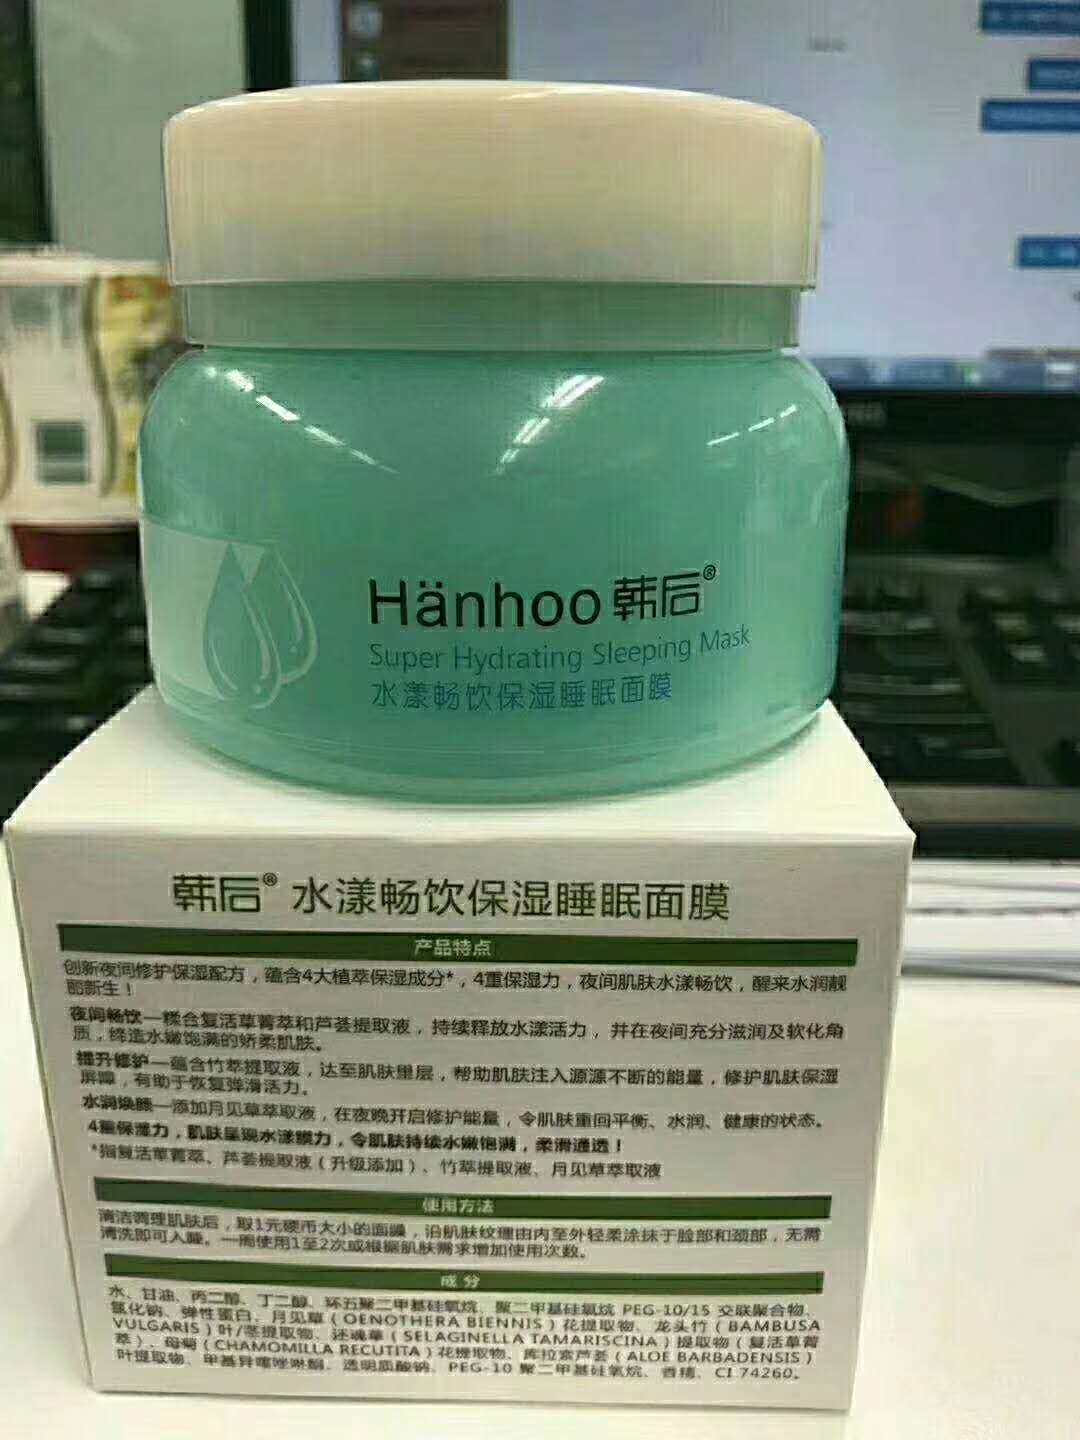 Hänhoo 韩后®
Super Hydrating Sleeping Mask
水漾畅饮保湿睡眠面膜
韩后® 水漾畅饮保湿睡眠面膜
产品特点
创新夜间修护保湿配方，蕴含4大植萃保湿成分*，4重保湿力，夜间肌肤水漾畅饮，醒来水润靓
丽新生！
夜间畅饮—糅合复活草菁萃和芦荟提取液，持续释放水漾活力，并在夜间充分滋润及软化角
质，缔造水嫩饱满的娇柔肌肤。
提升修护—蕴含竹萃提取液，达至肌肤里层，帮助肌肤注入源源不断的能量，修护肌肤保湿
屏障，有助于恢复弹滑活力。
水润焕颜—添加月见草萃取液，在夜晚开启修护能量，令肌肤重回平衡、水润、健康的状态。
4重保湿力，肌肤呈现水漾膜力，令肌肤持续水嫩饱满，柔滑通透！
*指复活草菁萃、芦荟提取液（升级添加）、竹萃提取液、月见草萃取液
使用方法
清洁调理肌肤后，取1元硬币大小的面膜，沿肌肤纹理由内至外轻柔涂抹于脸部和颈部，无需
清洗即可入睡。一周使用1至2次或根据肌肤需求增加使用次数。
成分
水、甘油、丙二醇、丁二醇、环五聚二甲基硅氧烷、聚二甲基硅氧烷 PEG-10/15 交联聚合物、
氯化钠、弹性蛋白、月见草（OENOTHERA BIENNIS）花提取物、龙头竹（BAMBUSA
VULGARIS）叶/茎提取物、还魂草（SELAGINELLA TAMARISCINA）提取物（复活草菁
萃）、母菊（CHAMOMILLA RECUTITA）花提取物、库拉索芦荟（ALOE BARBADENSIS）
叶提取物、甲基异噻唑啉酮、透明质酸钠、PEG-10 聚二甲基硅氧烷、香精、CI 74260。